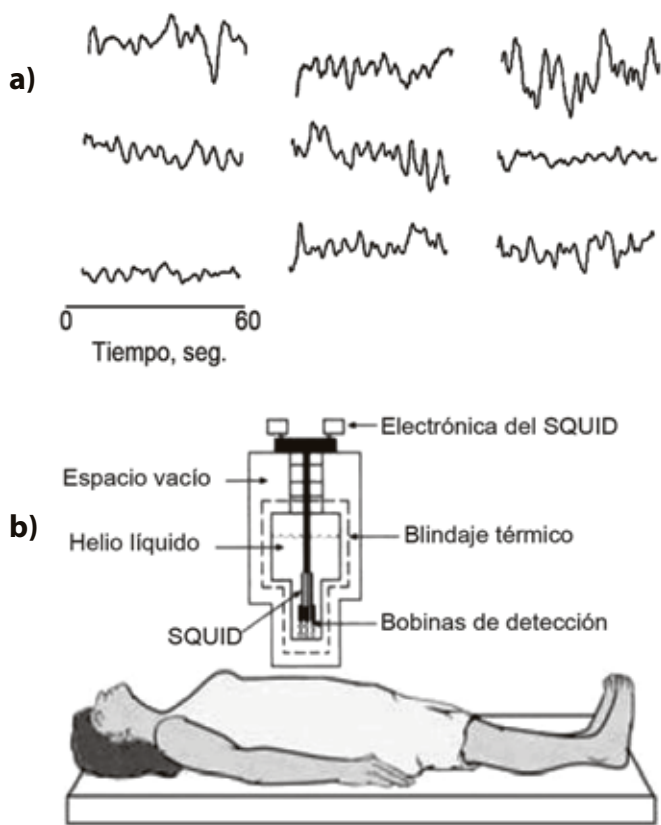 a)
0 60
Tiempo, seg.
b)
Electrónica del SQUID
Espacio vacío
Helio líquido
Blindaje térmico
SQUID
Bobinas de detección